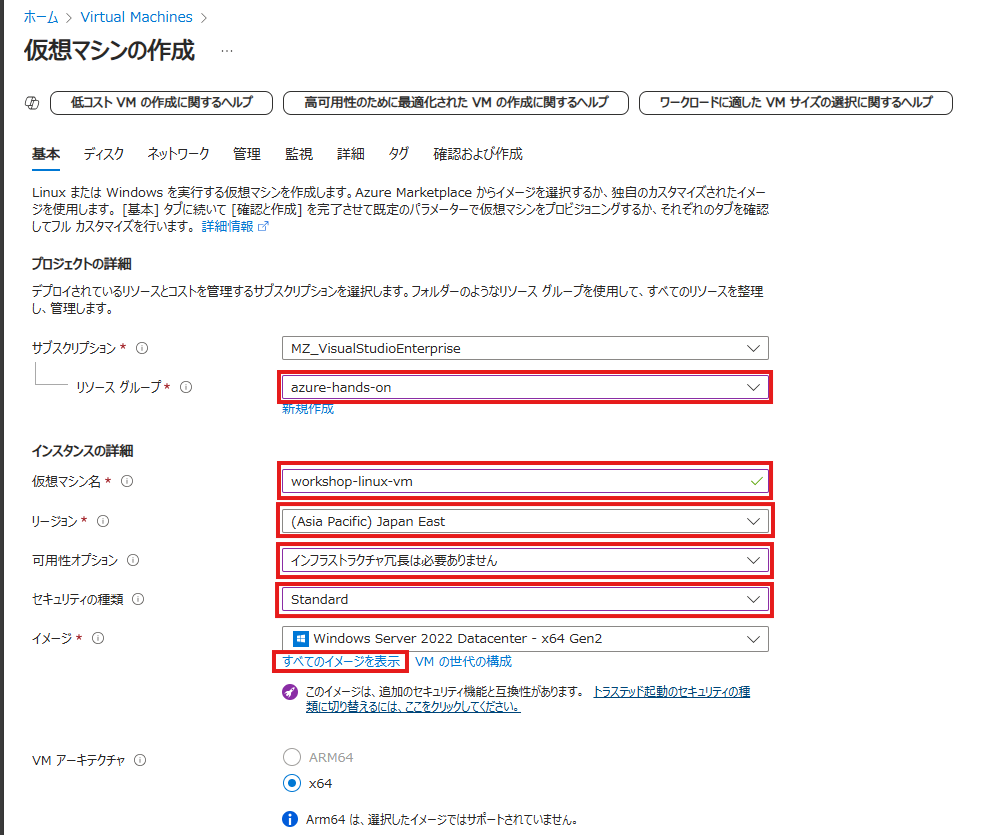 ホーム > Virtual Machines >
仮想マシンの作成 …
低コスト VM の作成に関するヘルプ 高可用性のために最適化された VM の作成に関するヘルプ ワークロードに適した VM サイズの選択に関するヘルプ
基本 ディスク ネットワーク 管理 監視 詳細 タグ 確認および作成
Linux または Windows を実行する仮想マシンを作成します。Azure Marketplace からイメージを選択するか、独自のカスタマイズされたイメー
ジを使用します。 [基本] タブに続いて [確認と作成] を完了させて既定のパラメーターで仮想マシンをプロビジョニングするか、それぞれのタブを確認
してフル カスタマイズを行います。 詳細情報
プロジェクトの詳細
デプロイされているリソースとコストを管理するサブスクリプションを選択します。フォルダーのようなリソース グループを使用して、すべてのリソースを整理
し、管理します。
サブスクリプション * MZ_VisualStudioEnterprise
リソース グループ * azure-hands-on
新規作成
インスタンスの詳細
仮想マシン名 * workshop-linux-vm
リージョン * (Asia Pacific) Japan East
可用性オプション インフラストラクチャ冗長は必要ありません
セキュリティの種類 Standard
イメージ * Windows Server 2022 Datacenter - x64 Gen2
すべてのイメージを表示 VM の世代の構成
このイメージは、追加のセキュリティ機能と互換性があります。 トラステッド起動のセキュリティの種
類に切り替えるには、ここをクリックしてください。
VM アーキテクチャ ARM64
x64
Arm64 は、選択したイメージではサポートされていません。